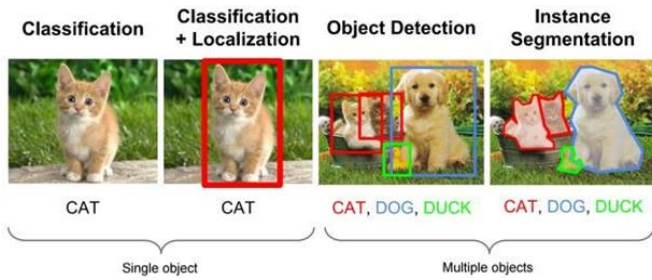 Classification
Classification
+ Localization
Object Detection
Instance
Segmentation
CAT
CAT
CAT, DOG, DUCK
CAT, DOG, DUCK
Single object
Multiple objects